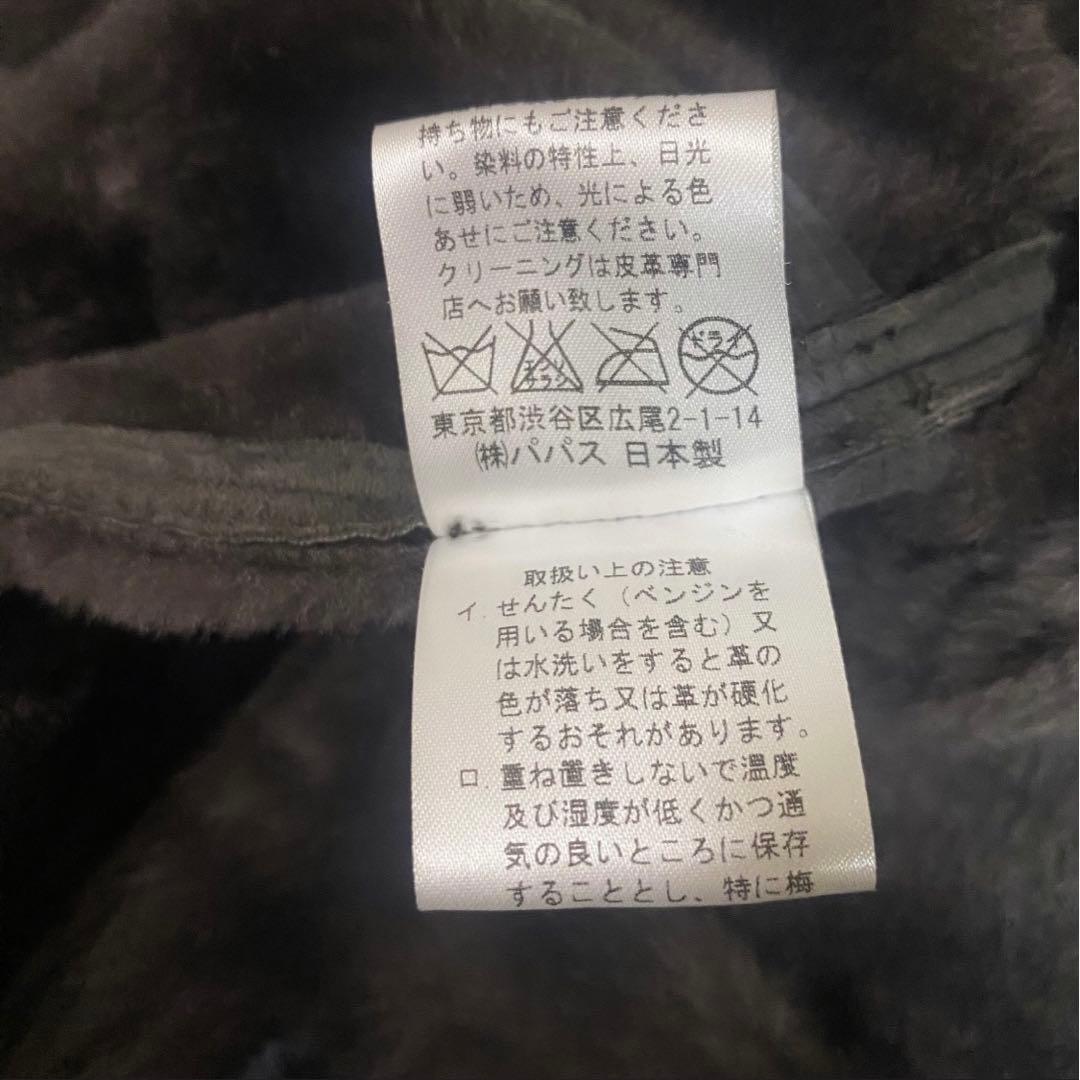 持ち物にもご注意くださ
い。染料の特性上、日光
に弱いため、光による色
あせにご注意ください。
クリーニングは皮革専門
店へお願い致します。
エンソ
サラシ
ドライ
東京都渋谷区広尾2-1-14
㈱パパス 日本製
取扱い上の注意
イ. せんたく（ベンジンを
用いる場合を含む）又
は水洗いをすると革の
色が落ち又は革が硬化
するおそれがあります。
ロ. 重ね置きしないで温度
及び湿度が低くかつ通
気の良いところに保存
することとし、特に梅